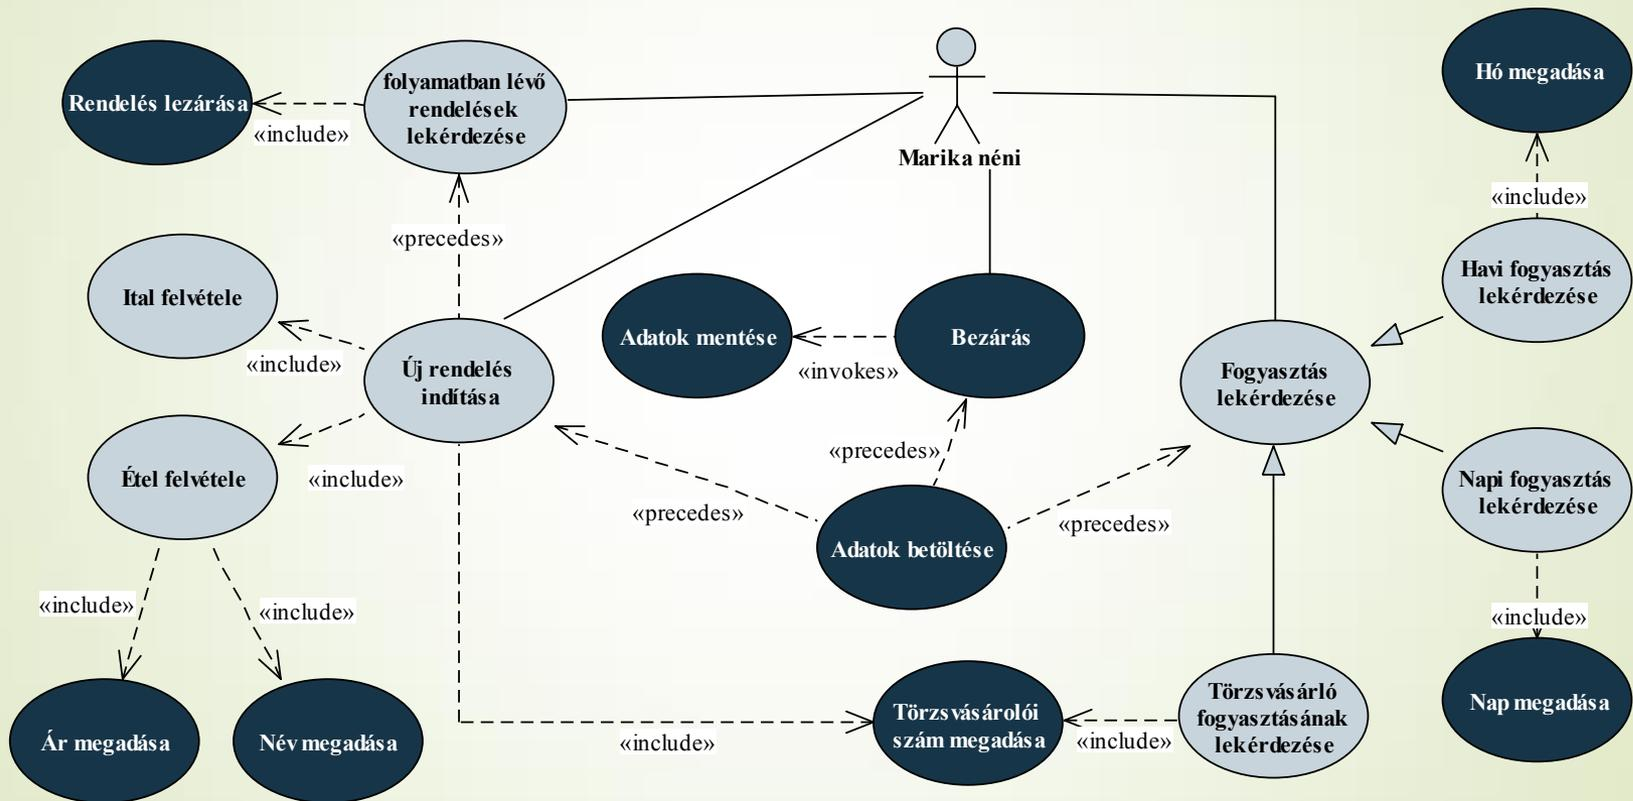 Rendelés lezárása
«include»
folyamatban lévő
rendelések
lekérdezése
Marika néni
Hó megadása
«include»
«precedes»
Havi fogyasztás
lekérdezése
Ital felvétele
«include»
Új rendelés
indítása
Adatok mentése
«invokes»
Bezárás
Fogyasztás
lekérdezése
Étel felvétele
«include»
«precedes»
«precedes»
Adatok betöltése
«precedes»
Napi fogyasztás
lekérdezése
«include»
«include»
«include»
Ár megadása
Név megadása
«include»
Törzsvásárolói
szám megadása
«include»
Törzsvásárló
fogyasztásának
lekérdezése
Nap megadása